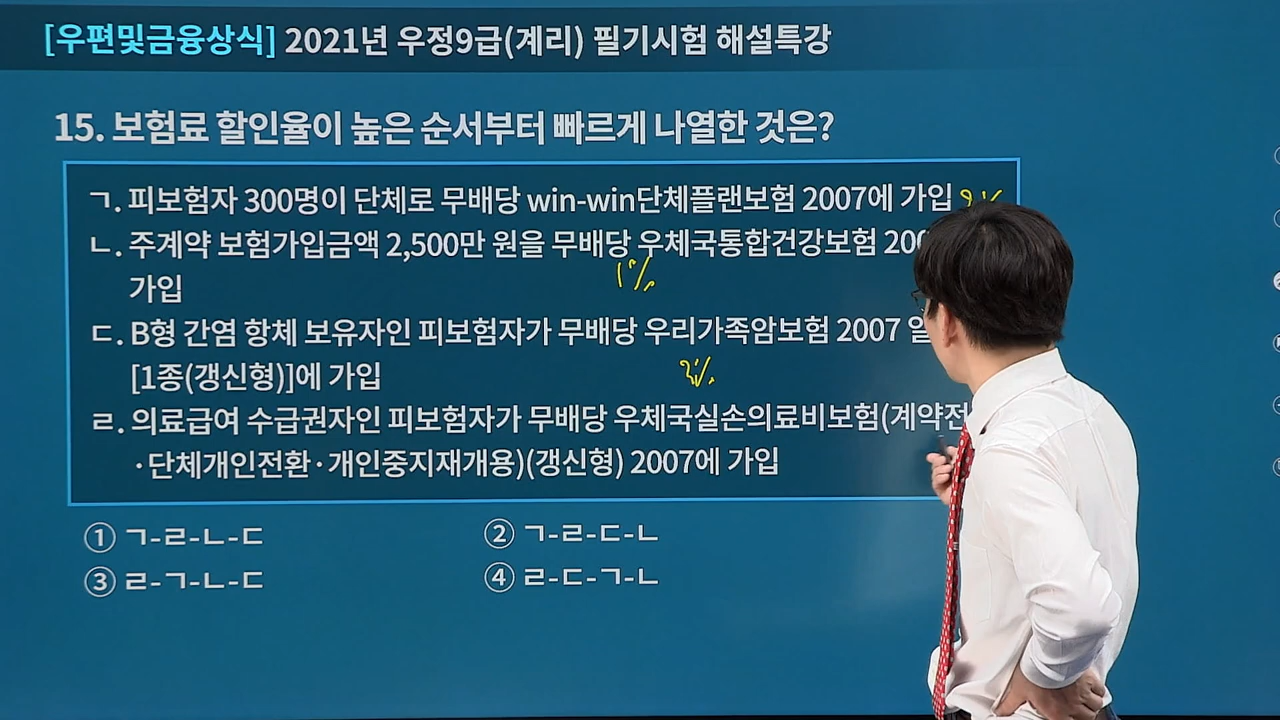 [우편및금융상식] 2021년 우정9급(계리) 필기시험 해설특강
15. 보험료 할인율이 높은 순서부터 빠르게 나열한 것은?
ㄱ. 피보험자 300명이 단체로 무배당 win-win단체플랜보험 2007에 가입
ㄴ. 주계약 보험가입금액 2,500만 원을 무배당 우체국통합건강보험
1%
가입
ㄷ. B형 간염 항체 보유자인 피보험자가 무배당 우리가족암보험 2007
[1종(갱신형)]에 가입
ㄹ. 의료급여 수급권자인 피보험자가 무배당 우체국실손의료비보험(계약전
·단체개인전환·개인중지재개용)(갱신형) 2007에 가입
① ㄱ-ㄹ-ㄴ-ㄷ ② ㄱ-ㄹ-ㄷ-ㄴ
③ ㄹ-ㄱ-ㄴ-ㄷ ④ ㄹ-ㄷ-ㄱ-ㄴ